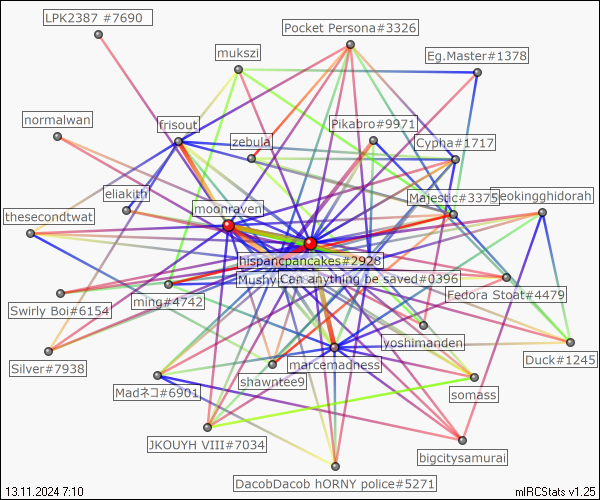 LPK2387 #7690
Pocket Persona#3326
mukszi
Eg.Master#1378
normalwan
frisout
Pikabro#9971
zebula
Cypha#1717
eliakith
Majestic#3375
eokingghidorah
thesecondtwat
moonraven
hispancpancakes#2928
Mushy
Can anything be saved#0396
ming#4742
Fedora Stoat#4479
Swirly Boi#6154
yoshimanden
Silver#7938
marcemadness
Duck#1245
shawntee9
Madネコ#6901
somass
JKOUYH VIII#7034
bigcitysamurai
DacobDacob hORNY police#5271
13.11.2024 7:10
mIRCStats v1.25